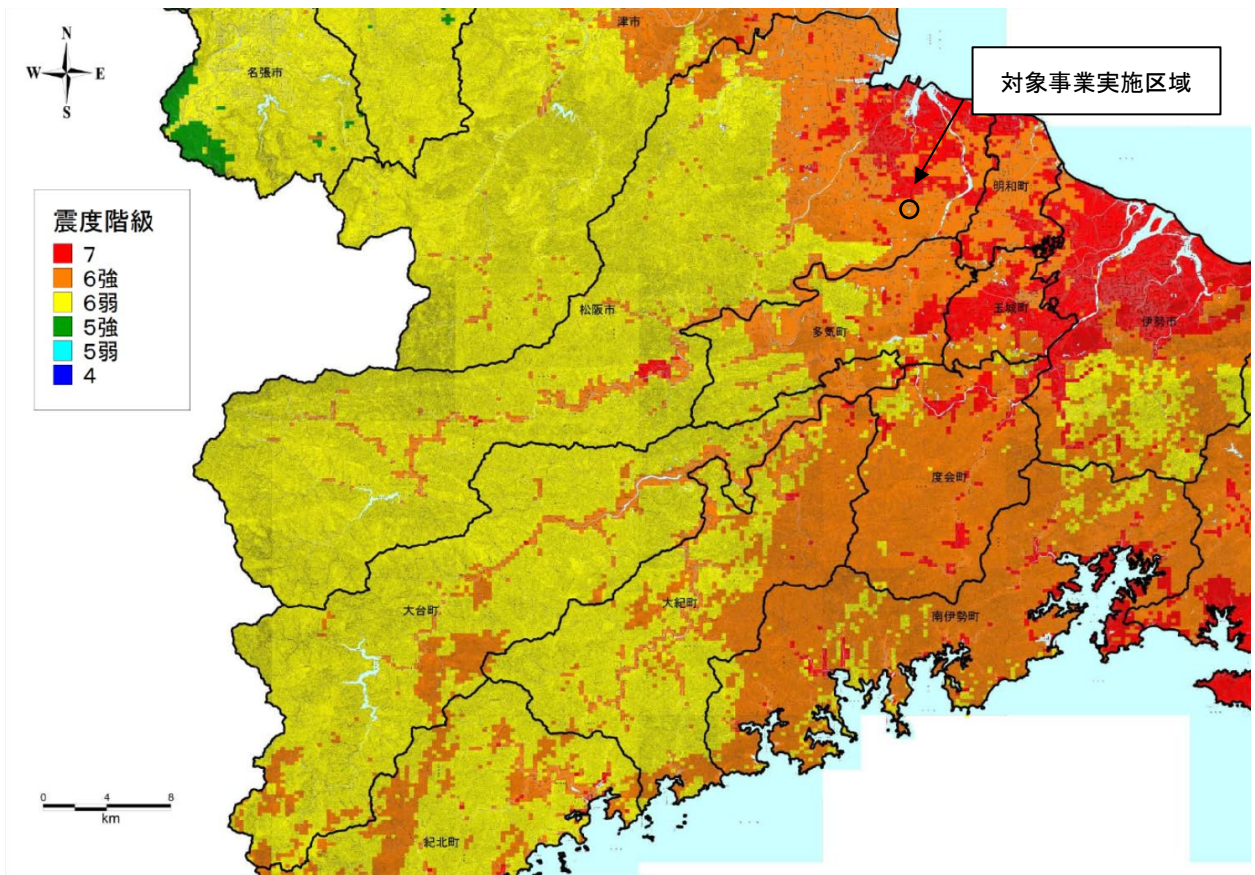 津市
N
W E
S
名張市
対象事業実施区域
明和町
震度階級
7
6強
6弱
5強
5弱
4
松阪市
多気町
玉城町
伊勢市
度会町
大台町
大紀町
南伊勢町
0 4 8
km
紀北町